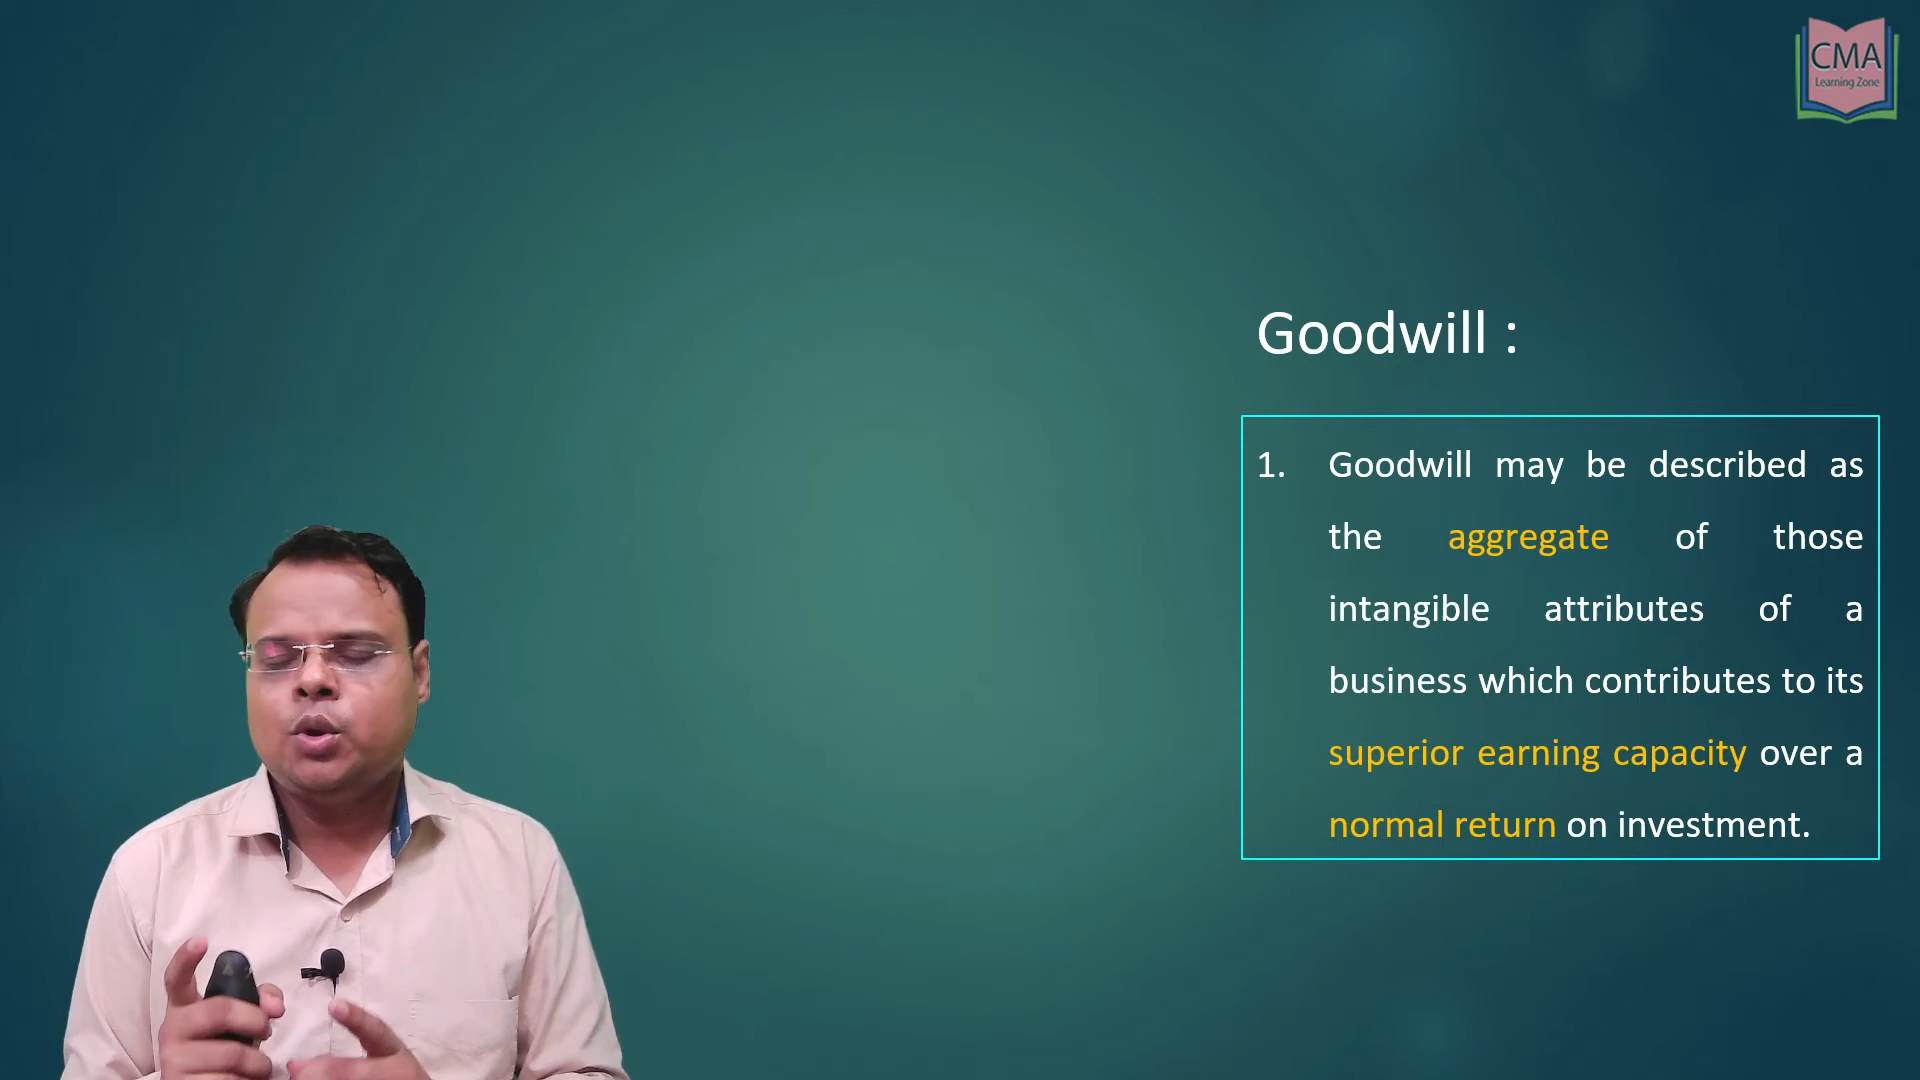 CMA
Learning Zone
Goodwill :
1. Goodwill may be described as
the aggregate of those
intangible attributes of a
business which contributes to its
superior earning capacity over a
normal return on investment.